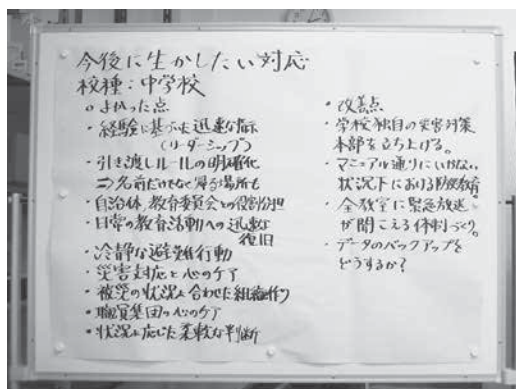 今後に生かしたい対応
校種：中学校
○よかった点
・経験に基づいた迅速な指示
(リーダーシップ)
・引き渡しルールの明確化
⇒名前だけでなく帰る場所も
・自治体、教育委員会との役割分担
・日常の教育活動への迅速な
復旧
・冷静な避難行動
・災害対応と心のケア
・被災の状況に合わせた組織作り
・職員集団の心のケア
・状況に応じた柔軟な判断
○改善点
・学校独自の災害対策
本部を立ち上げる。
・マニュアル通りにいかない
状況下における防災教育
・全教室に緊急放送
が聞こえる体制づくり。
・データのバックアップを
どうするか？